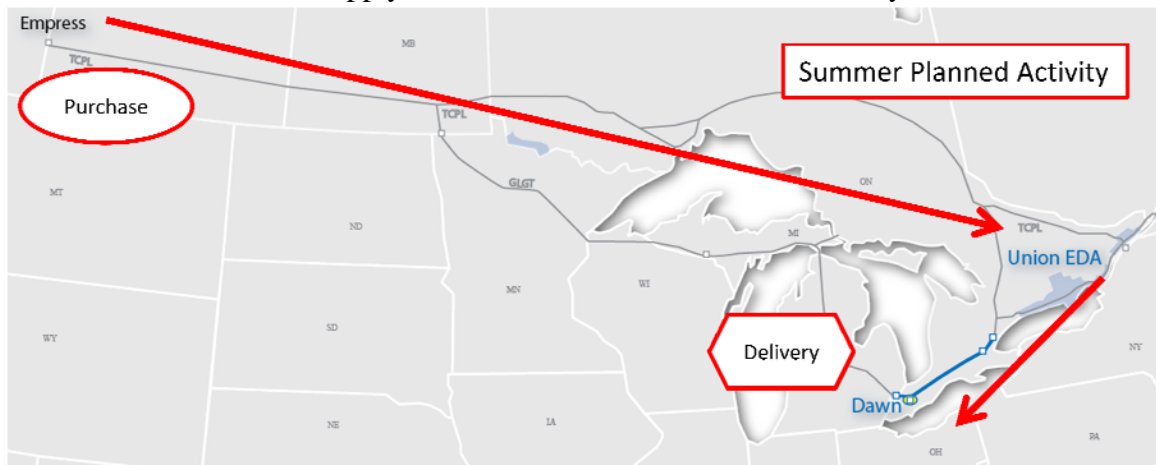 Empress
TCPL
MB
Summer Planned Activity
Purchase
TCPL
GLGT
ON
MT
ND
MI
TCPL
Union EDA
MN
WI
SD
WY
Delivery
NY
Dawn
NE
IA
OH
PA